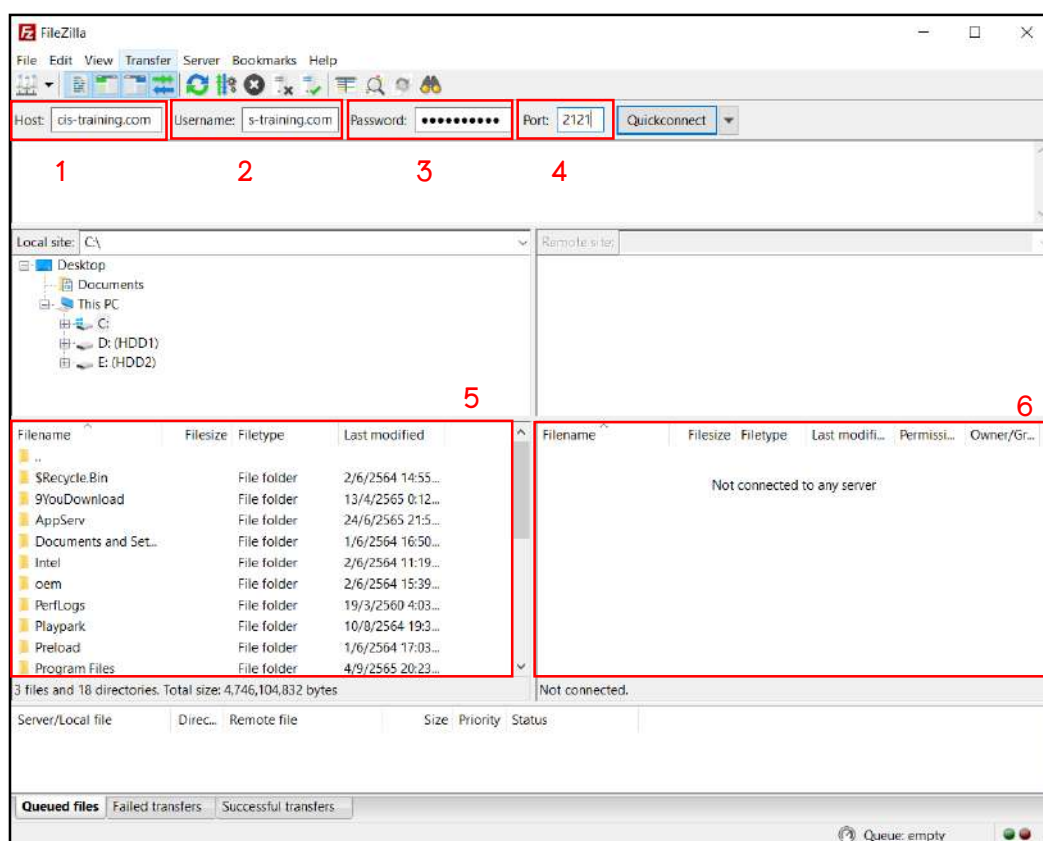 FileZilla
File Edit View Transfer Server Bookmarks Help
Host: cis-training.com Username: s-training.com Password: ●●●●●●●●●● Port: 2121 Quickconnect
1 2 3 4
Local site: C:\ Remote site:
Desktop
Documents
This PC
C:
D: (HDD1)
E: (HDD2)
5 6
Filename Filesize Filetype Last modified Filename Filesize Filetype Last modifi... Permissi... Owner/Gr...
..
$Recycle.Bin File folder 2/6/2564 14:55... Not connected to any server
9YouDownload File folder 13/4/2565 0:12...
AppServ File folder 24/6/2565 21:5...
Documents and Set... File folder 1/6/2564 16:50...
Intel File folder 2/6/2564 11:19...
oem File folder 2/6/2564 15:39...
PerfLogs File folder 19/3/2560 4:03...
Playpark File folder 10/8/2564 19:3...
Preload File folder 1/6/2564 17:03...
Program Files File folder 4/9/2565 20:23...
3 files and 18 directories. Total size: 4,746,104,832 bytes Not connected.
Server/Local file Direc... Remote file Size Priority Status
Queued files Failed transfers Successful transfers
Queue: empty